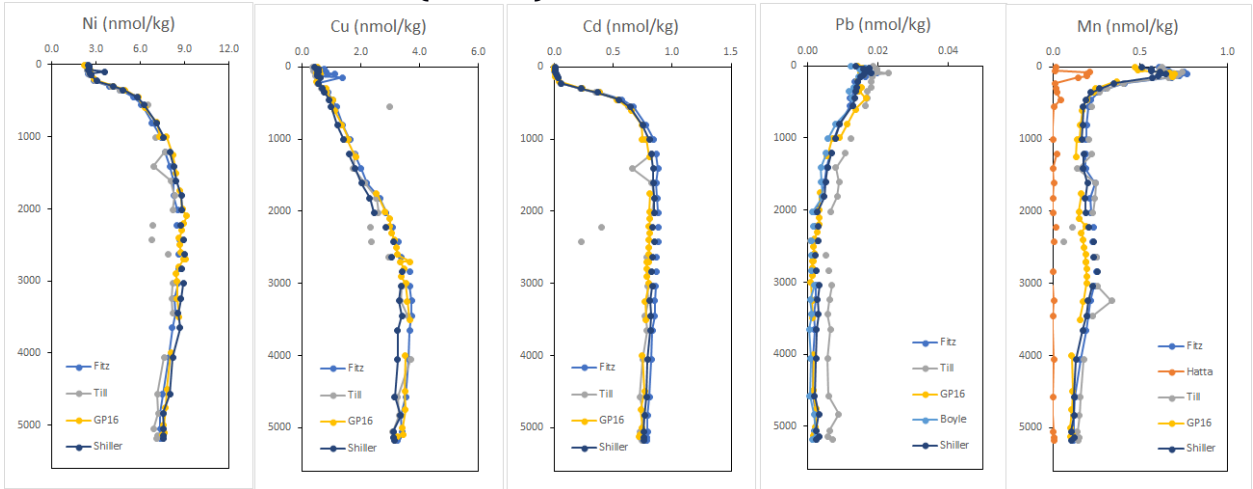 Ni (nmol/kg)
0.0 3.0 6.0 9.0 12.0
0
1000
2000
3000
4000
5000
Fitz
Till
GP16
Shiller
Cu (nmol/kg)
0.0 2.0 4.0 6.0
0
1000
2000
3000
4000
5000
Fitz
Till
GP16
Shiller
Cd (nmol/kg)
0.0 0.5 1.0 1.5
0
1000
2000
3000
4000
5000
Fitz
Till
GP16
Shiller
Pb (nmol/kg)
0.00 0.02 0.04
0
1000
2000
3000
4000
5000
Fitz
Till
GP16
Boyle
Shiller
Mn (nmol/kg)
0.0 0.5 1.0
0
1000
2000
3000
4000
5000
Fitz
Hatta
Till
GP16
Shiller